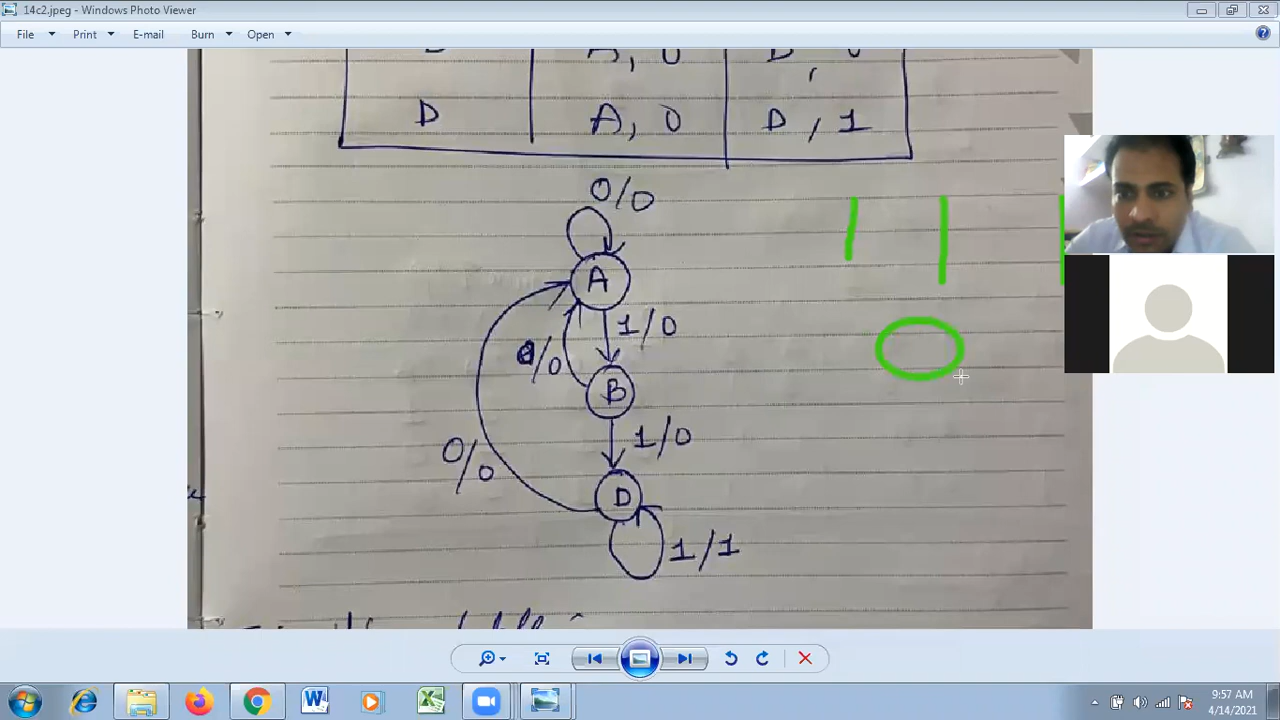 14c2.jpeg - Windows Photo Viewer
File Print E-mail Burn Open
A, 0
D A, 0 D, 1
0/0
A
1/0
0/0
B
1/0
0/0
D
1/1
9:57 AM
4/14/2021